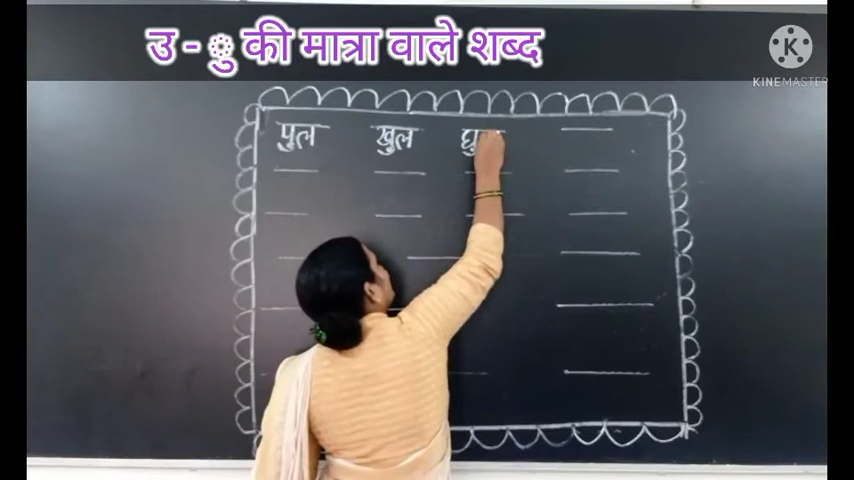 उ - ु की मात्रा वाले शब्द
KINEMASTER
पुल खुल घु